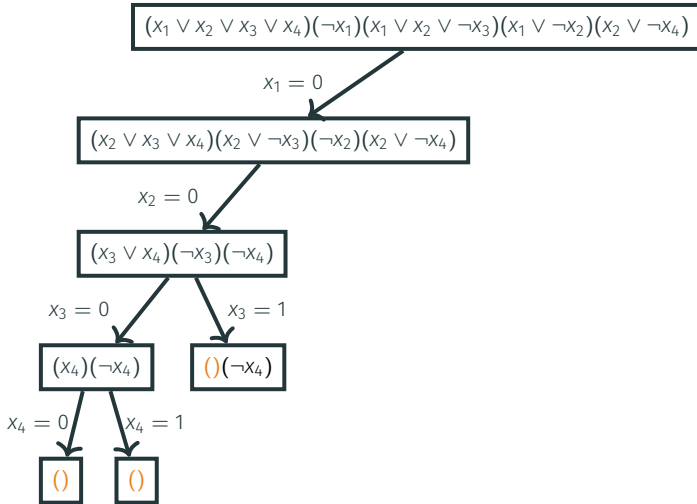 (x₁ ∨ x₂ ∨ x₃ ∨ x₄)(¬x₁)(x₁ ∨ x₂ ∨ ¬x₃)(x₁ ∨ ¬x₂)(x₂ ∨ ¬x₄)
x₁ = 0
(x₂ ∨ x₃ ∨ x₄)(x₂ ∨ ¬x₃)(¬x₂)(x₂ ∨ ¬x₄)
x₂ = 0
(x₃ ∨ x₄)(¬x₃)(¬x₄)
x₃ = 0 x₃ = 1
(x₄)(¬x₄) ()(¬x₄)
x₄ = 0 x₄ = 1
() ()